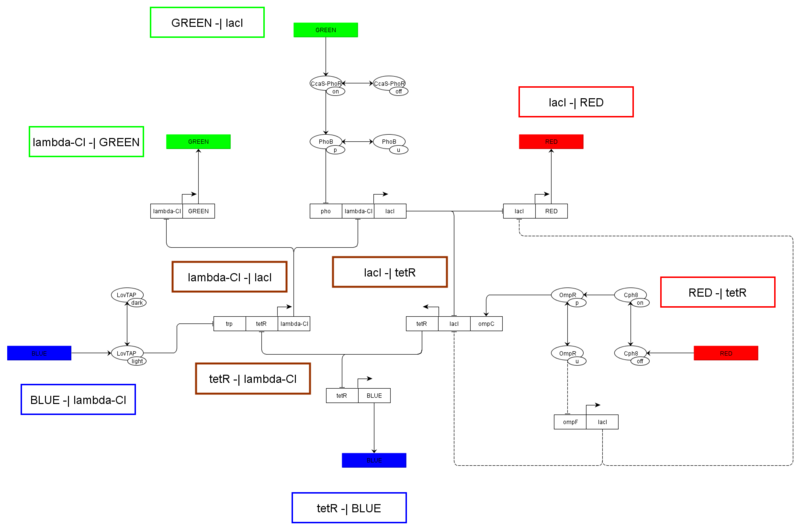 GREEN -| lacI
GREEN
CcaS-PhoR
on
CcaS-PhoR
off
lacI -| RED
lambda-CI -| GREEN
GREEN
PhoB
p
PhoB
u
RED
lambda-CI
GREEN
pho
lambda-CI
lacI
lacI
RED
lambda-CI -| lacI
lacI -| tetR
RED -| tetR
LovTAP
dark
OmpR
p
Cph8
on
trp
tetR
lambda-CI
tetR
lacI
ompC
BLUE
LovTAP
light
OmpR
u
Cph8
off
RED
tetR -| lambda-CI
BLUE -| lambda-CI
tetR
BLUE
ompF
lacI
BLUE
tetR -| BLUE